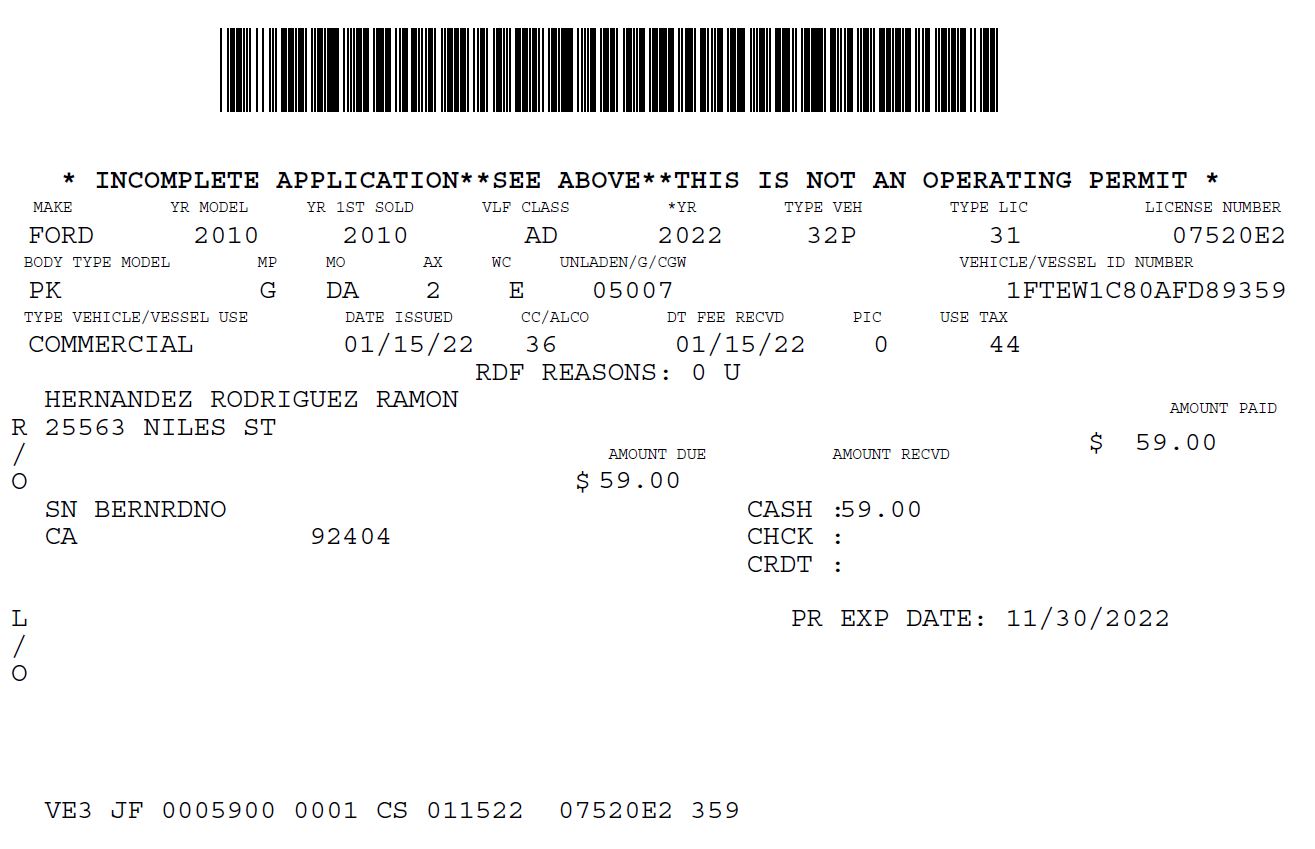 * INCOMPLETE APPLICATION**SEE ABOVE**THIS IS NOT AN OPERATING PERMIT *
MAKE YR MODEL YR 1ST SOLD VLF CLASS *YR TYPE VEH TYPE LIC LICENSE NUMBER
FORD 2010 2010 AD 2022 32P 31 07520E2
BODY TYPE MODEL MP MO AX WC UNLADEN/G/CGW VEHICLE/VESSEL ID NUMBER
PK G DA 2 E 05007 1FTEW1C80AFD89359
TYPE VEHICLE/VESSEL USE DATE ISSUED CC/ALCO DT FEE RECVD PIC USE TAX
COMMERCIAL 01/15/22 36 01/15/22 0 44
RDF REASONS: 0 U
HERNANDEZ RODRIGUEZ RAMON
AMOUNT PAID
R 25563 NILES ST
$ 59.00
/ AMOUNT DUE AMOUNT RECVD
O $ 59.00
SN BERNRDNO CASH :59.00
CA 92404 CHCK :
CRDT :
L PR EXP DATE: 11/30/2022
/
O
VE3 JF 0005900 0001 CS 011522 07520E2 359